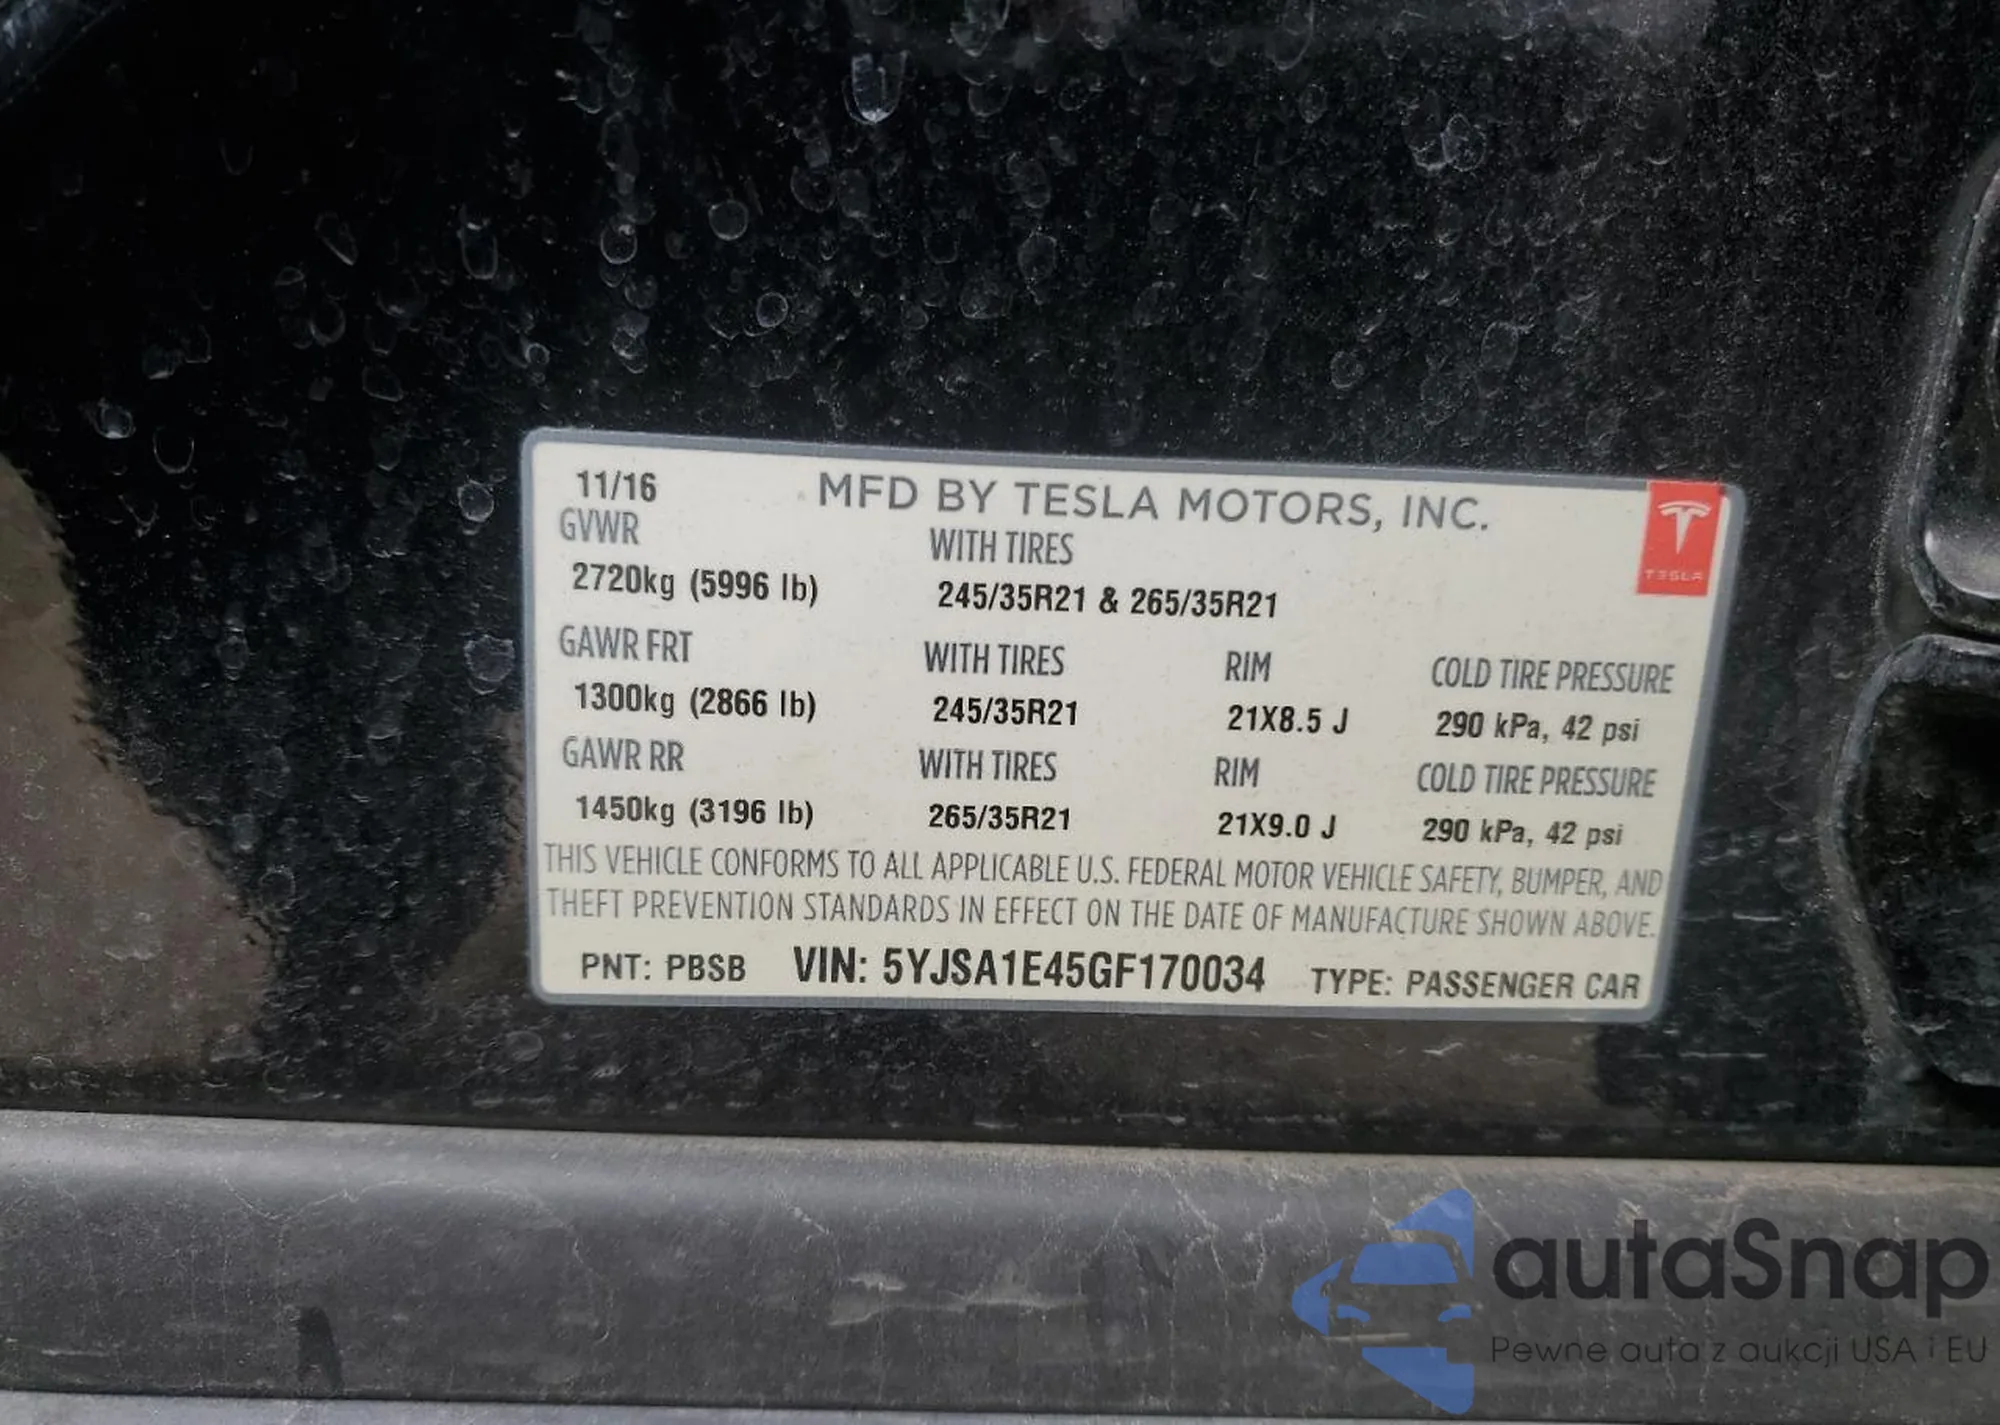 11/16 MFD BY TESLA MOTORS, INC.
TESLA
GVWR WITH TIRES
2720kg (5996 lb) 245/35R21 & 265/35R21
GAWR FRT WITH TIRES RIM COLD TIRE PRESSURE
1300kg (2866 lb) 245/35R21 21X8.5 J 290 kPa, 42 psi
GAWR RR WITH TIRES RIM COLD TIRE PRESSURE
1450kg (3196 lb) 265/35R21 21X9.0 J 290 kPa, 42 psi
THIS VEHICLE CONFORMS TO ALL APPLICABLE U.S. FEDERAL MOTOR VEHICLE SAFETY, BUMPER, AND
THEFT PREVENTION STANDARDS IN EFFECT ON THE DATE OF MANUFACTURE SHOWN ABOVE.
PNT: PBSB VIN: 5YJSA1E45GF170034 TYPE: PASSENGER CAR
autaSnap
Pewne auta z aukcji USA i EU